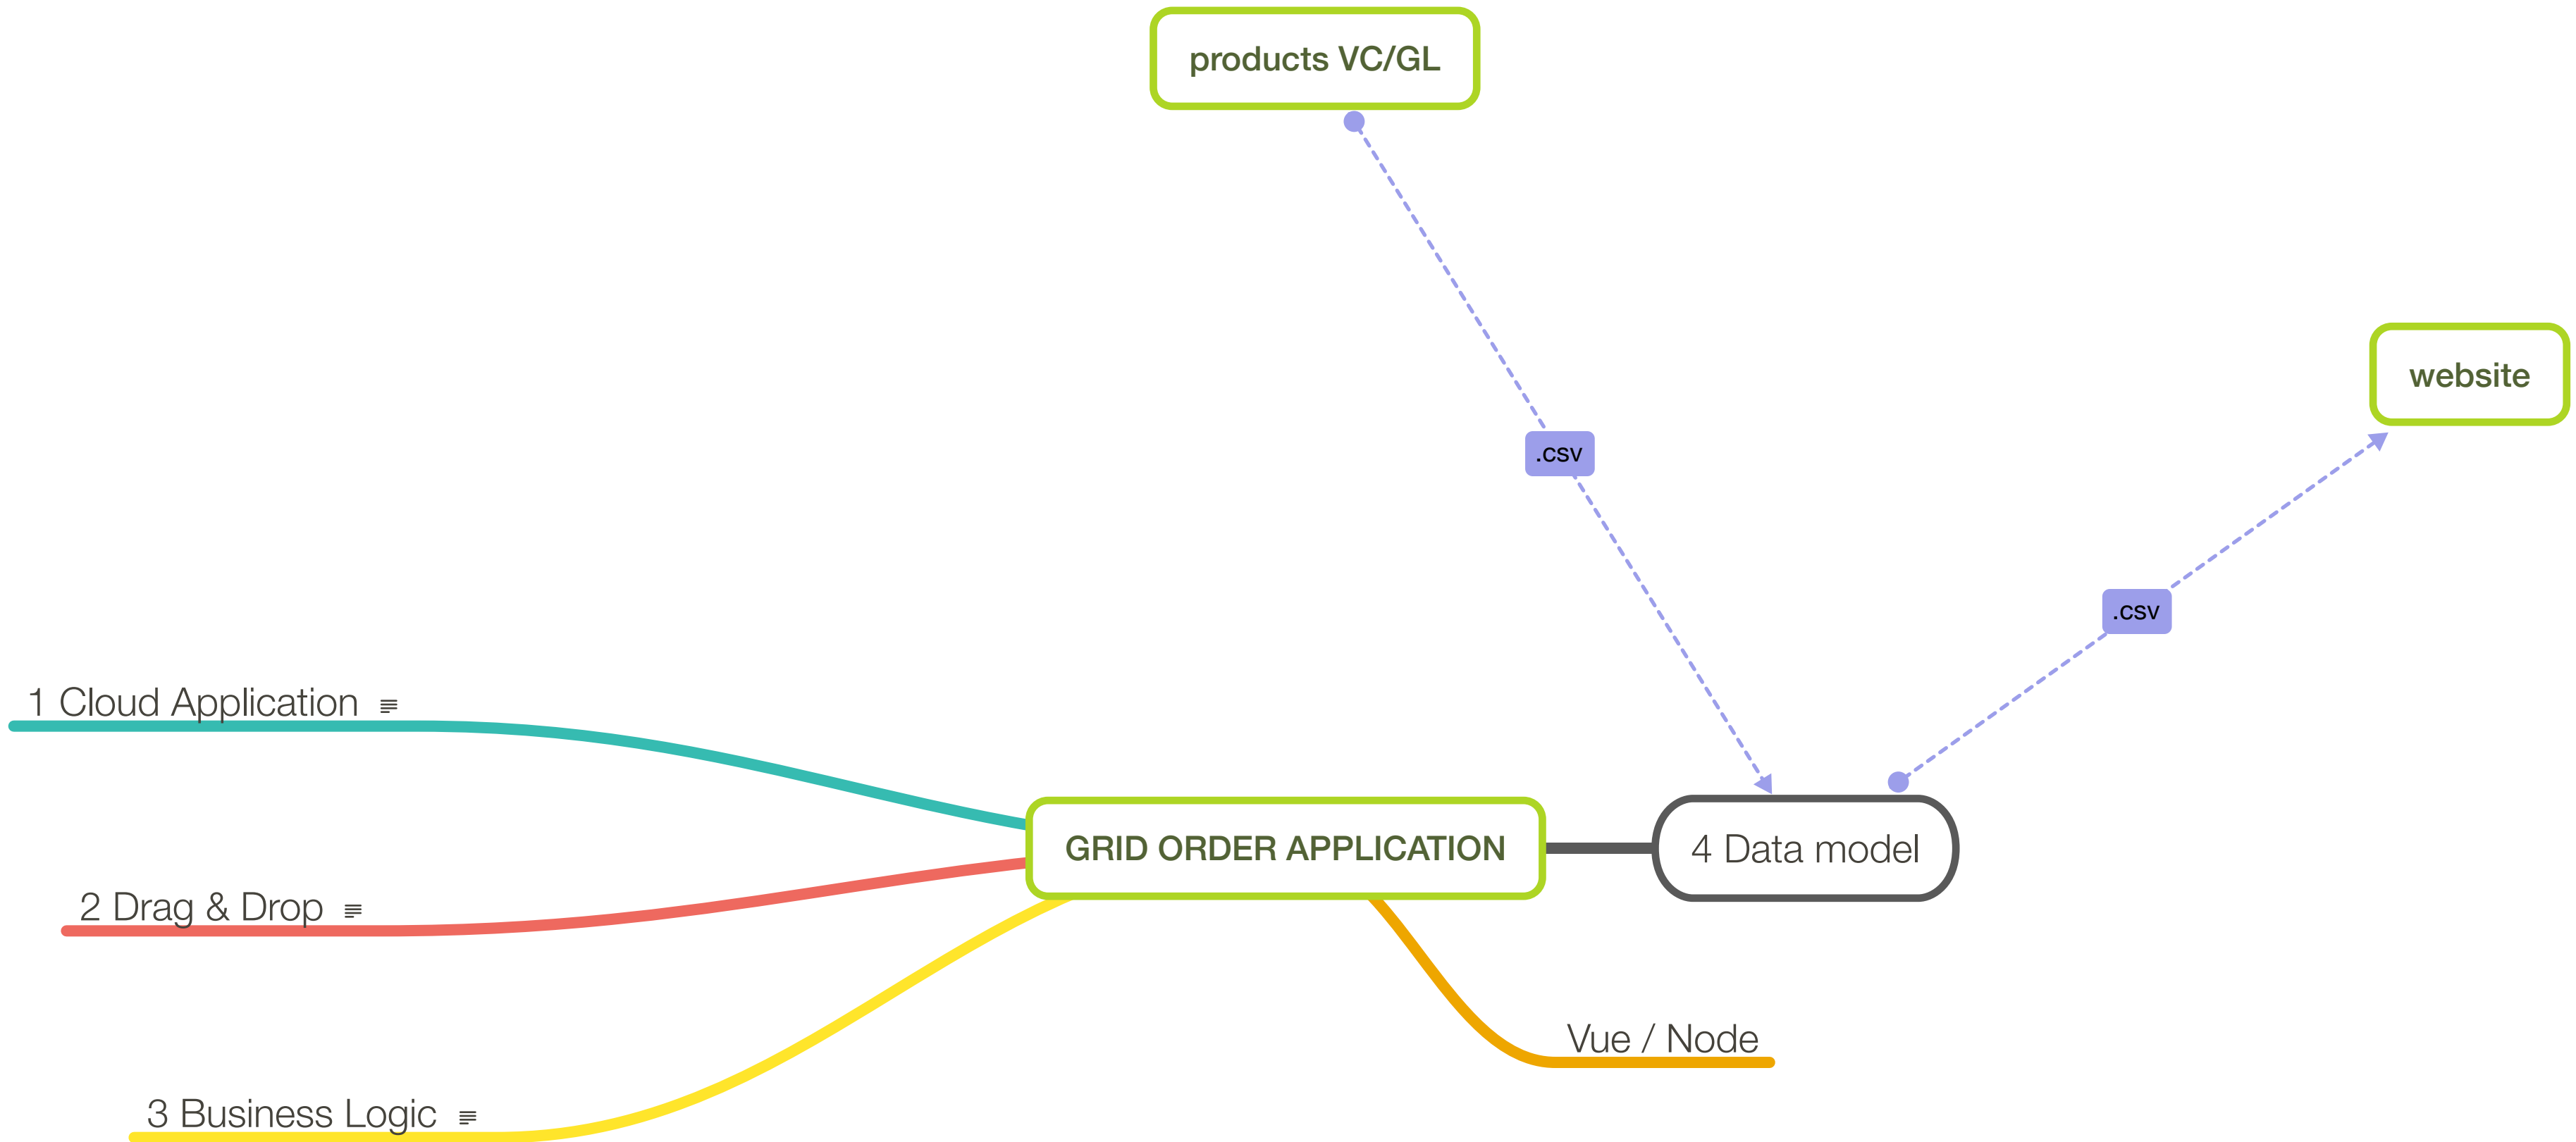 products VC/GL
website
.csv
.csv
1 Cloud Application
GRID ORDER APPLICATION
4 Data model
2 Drag & Drop
Vue / Node
3 Business Logic